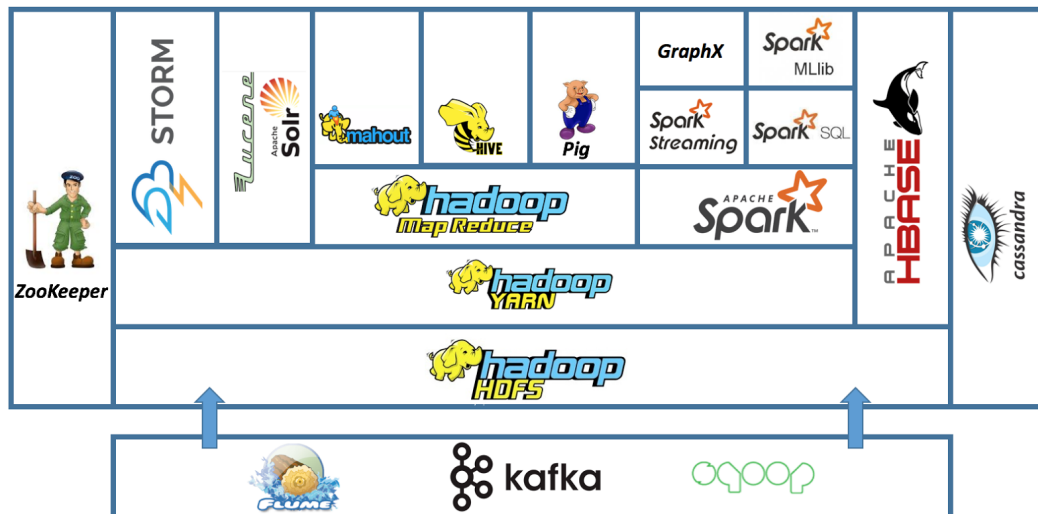 ZooKeeper
STORM
Lucene
Apache
Solr
mahout
HIVE
Pig
GraphX
Spark
MLlib
Spark
Streaming
Spark SQL
hadoop
Map Reduce
APACHE
Spark™
APACHE
HBASE
cassandra
hadoop
YARN
hadoop
HDFS
FLUME
kafka
sqoop